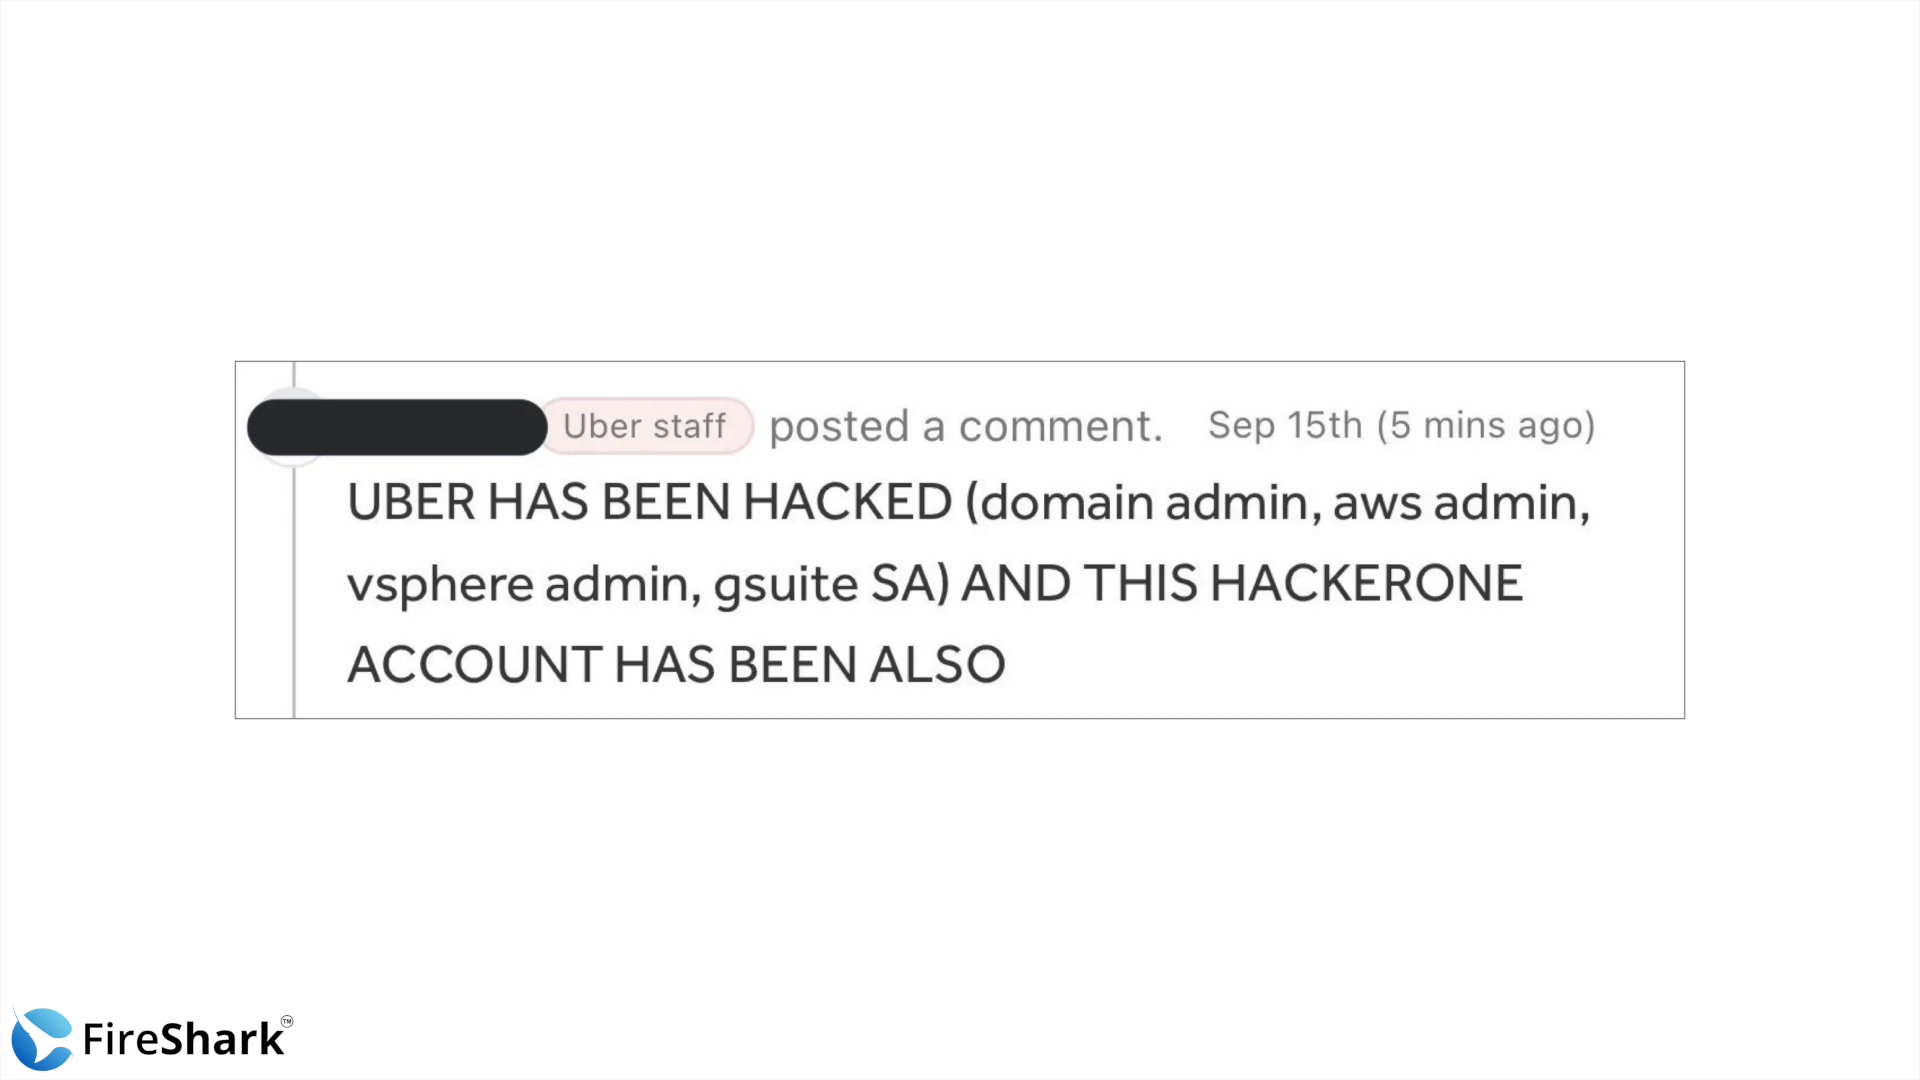 Uber staff posted a comment. Sep 15th (5 mins ago)
UBER HAS BEEN HACKED (domain admin, aws admin,
vsphere admin, gsuite SA) AND THIS HACKERONE
ACCOUNT HAS BEEN ALSO
FireShark™